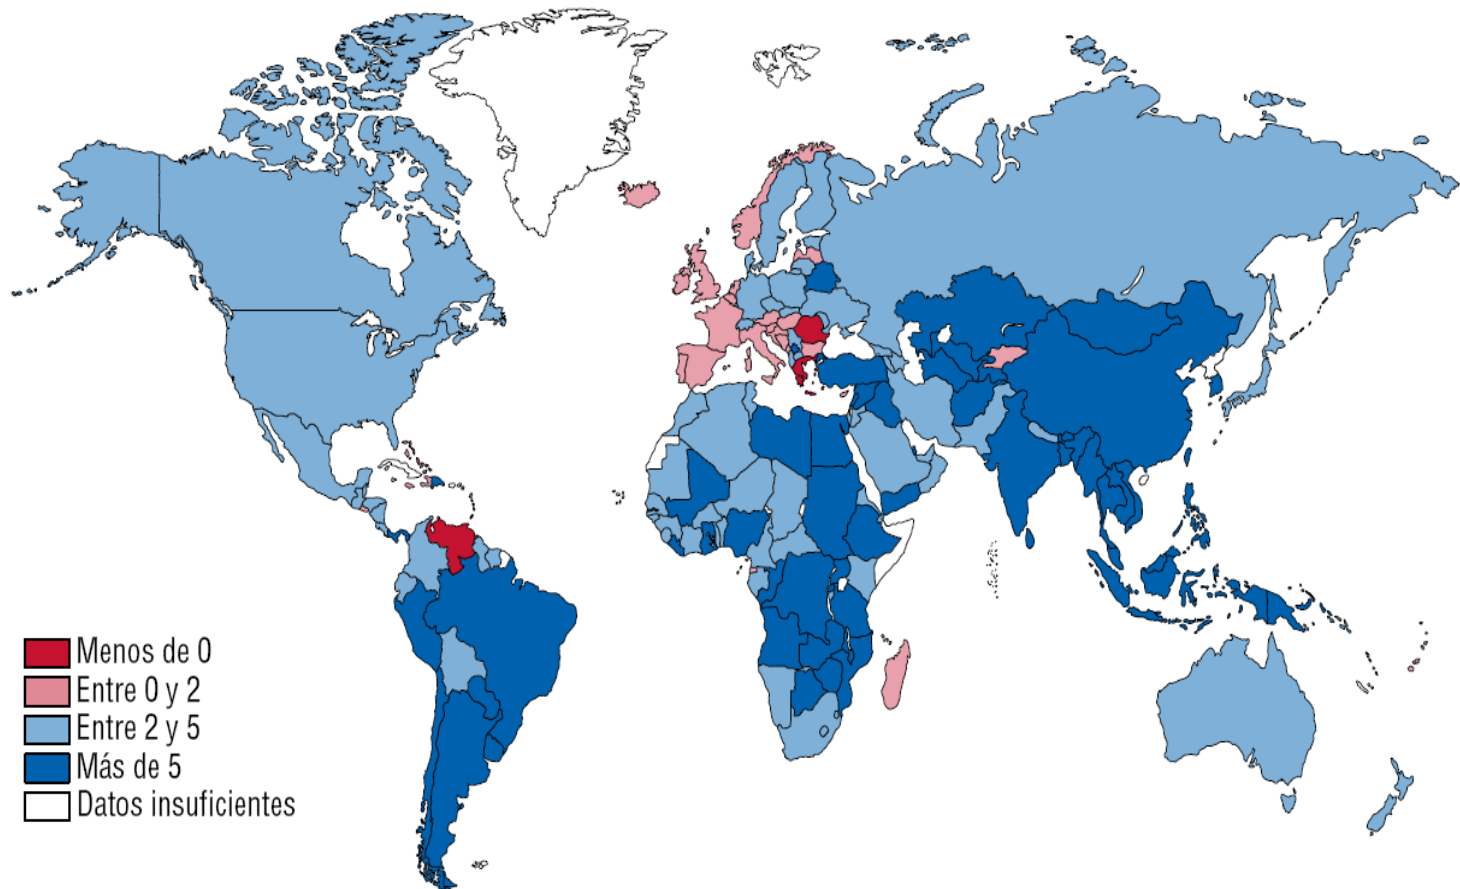 Menos de 0
Entre 0 y 2
Entre 2 y 5
Más de 5
Datos insuficientes